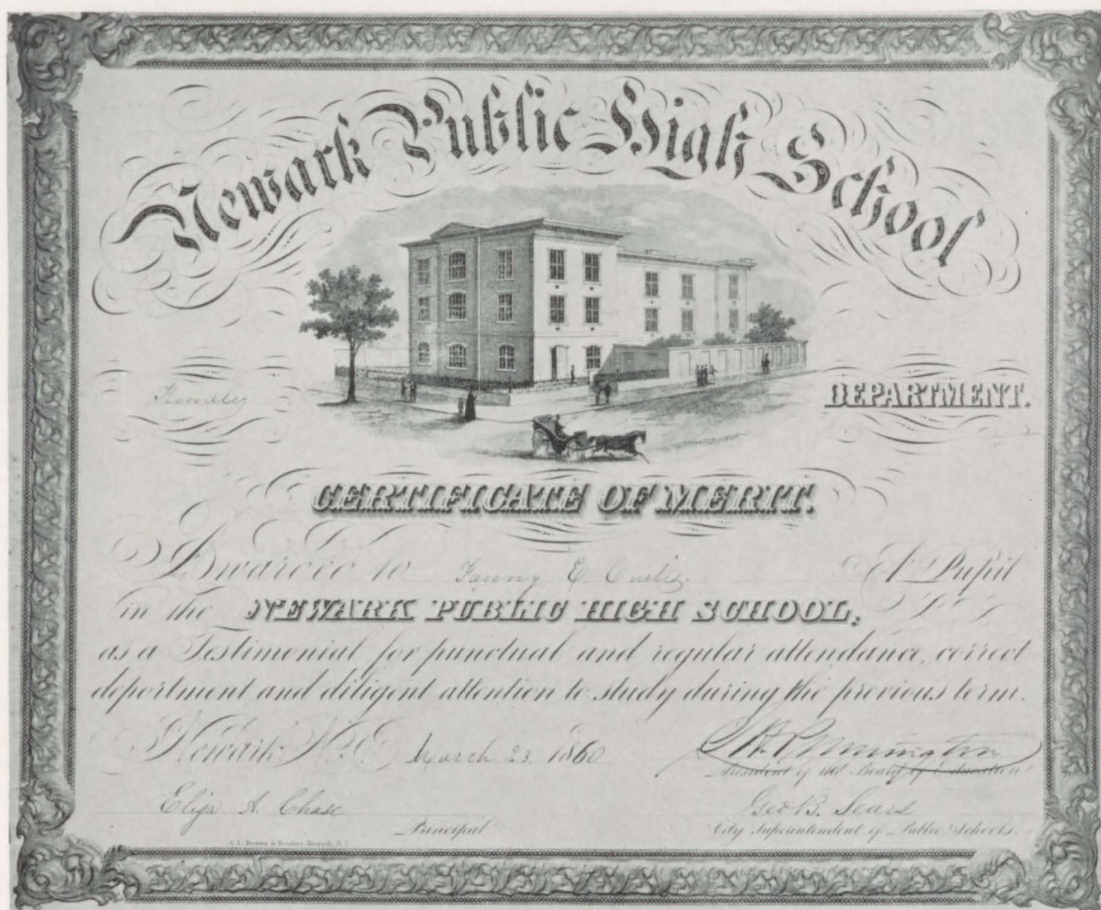 Newark Public High School
Female DEPARTMENT.
CERTIFICATE OF MERIT.
Awarded to Fanny E. Curtis A Pupil
in the NEWARK PUBLIC HIGH SCHOOL,
as a Testimonial for punctual and regular attendance, correct
deportment and diligent attention to study during the previous term.
Newark N.J. March 23 1860
Pennington
President of the Board of Education
Eliza A. Chase
Principal
Geo. B. Sears
City Superintendent of Public Schools.